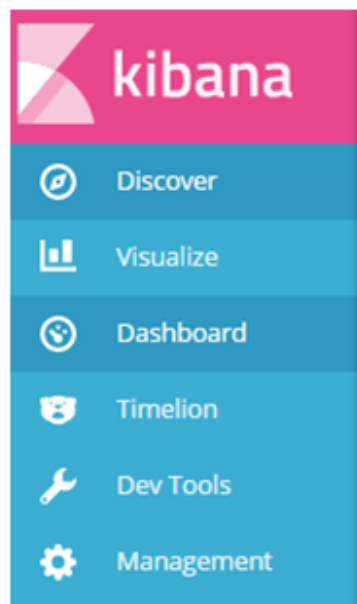 kibana
Discover
Visualize
Dashboard
Timelion
Dev Tools
Management